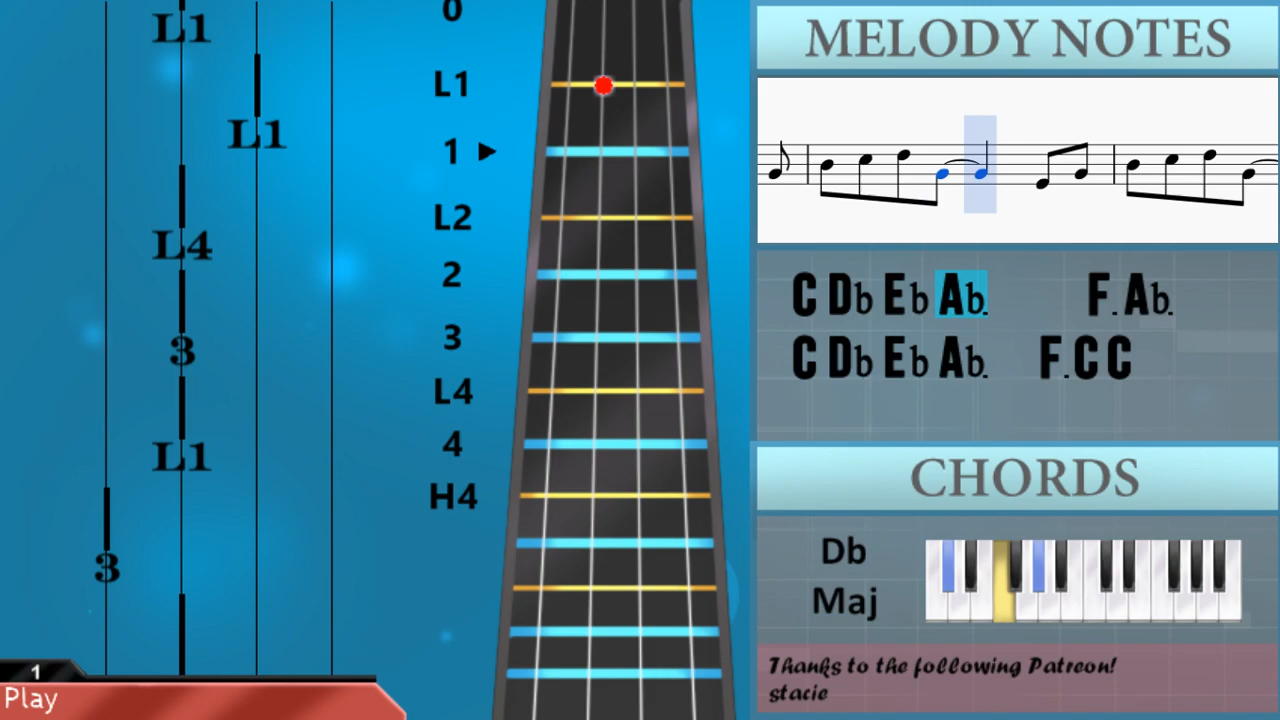 L1
L1
L4
3
L1
3
1
Play
0
L1
1
L2
2
3
L4
4
H4
MELODY NOTES
C Db Eb Ab. F. Ab.
C Db Eb Ab. F. C C
CHORDS
Db
Maj
Thanks to the following Patreon!
stacie